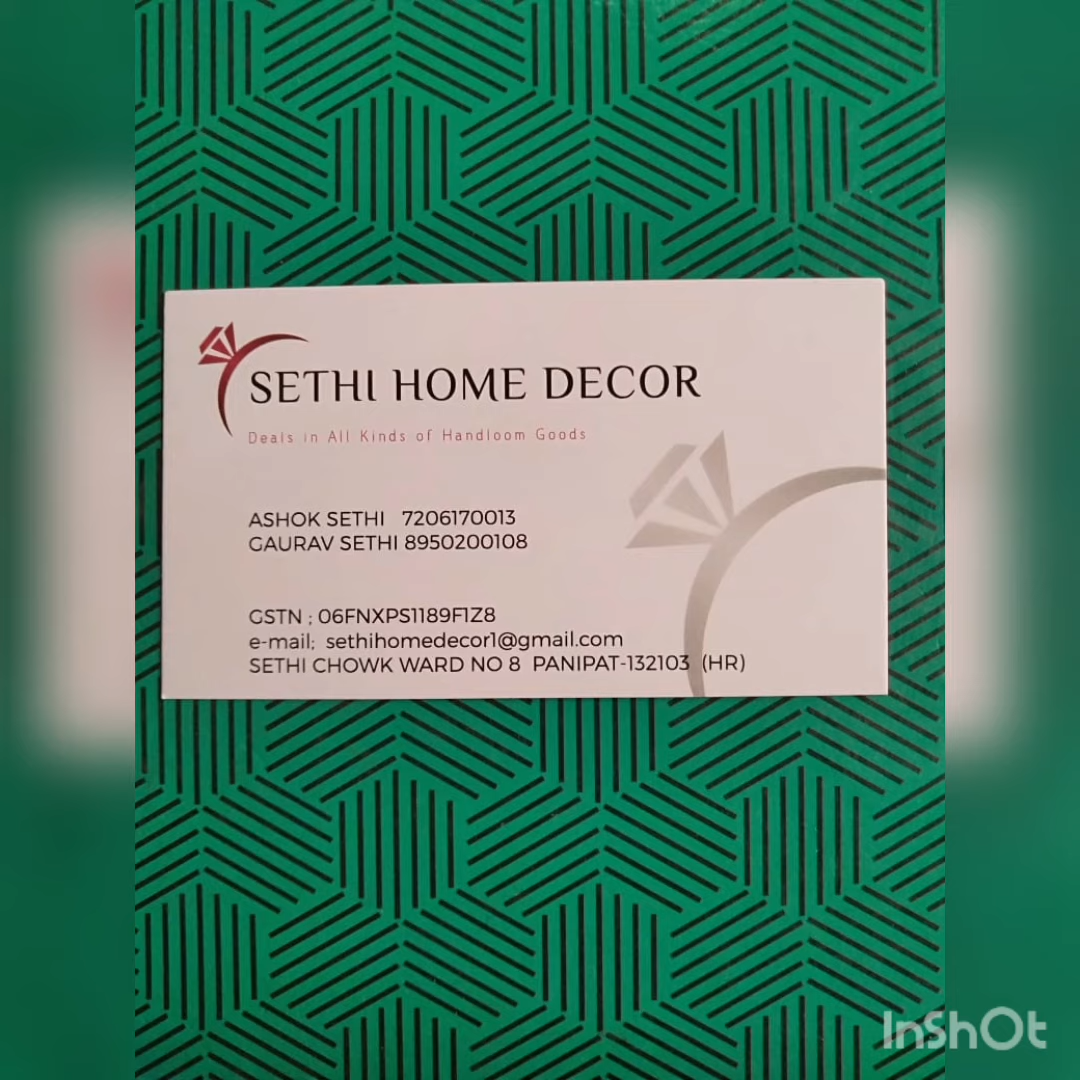 SETHI HOME DECOR
Deals in All Kinds of Handloom Goods
ASHOK SETHI 7206170013
GAURAV SETHI 8950200108
GSTN ; 06FNXPS1189F1Z8
e-mail; sethihomedecor1@gmail.com
SETHI CHOWK WARD NO 8 PANIPAT-132103 (HR)
InShOt